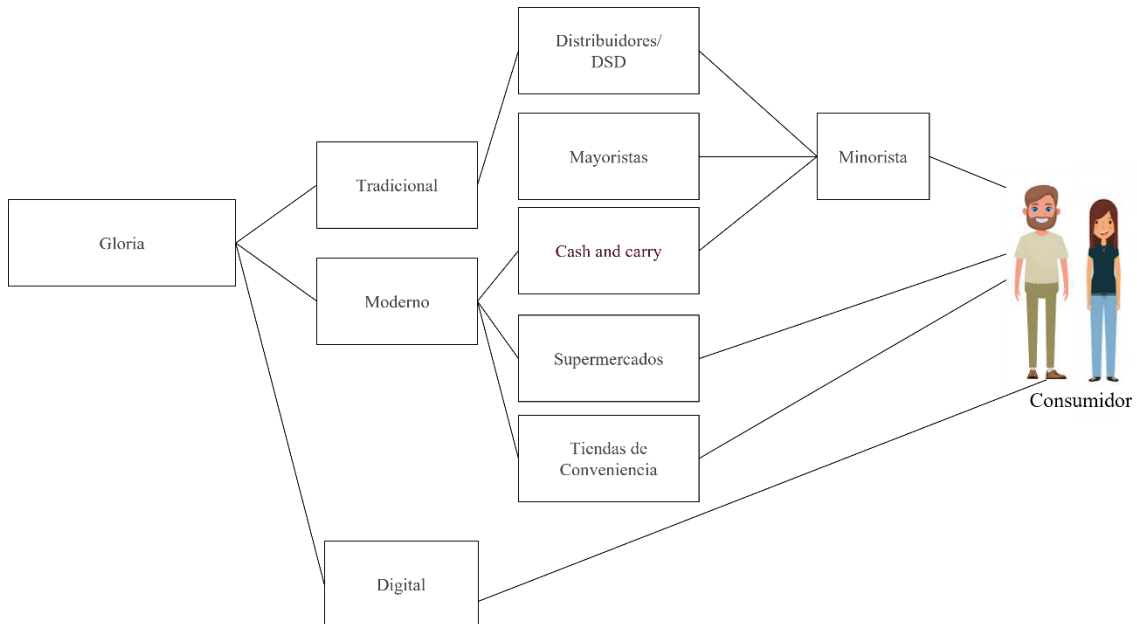 Distribuidores/
DSD
Mayoristas
Minorista
Tradicional
Gloria
Cash and carry
Moderno
Supermercados
Consumidor
Tiendas de
Conveniencia
Digital